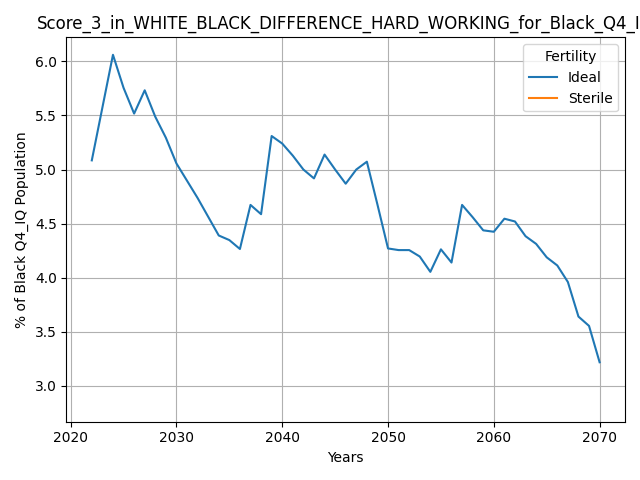 Score_3_in_WHITE_BLACK_DIFFERENCE_HARD_WORKING_for_Black_Q4_I
Fertility
Ideal
Sterile
% of Black Q4_IQ Population
6.0
5.5
5.0
4.5
4.0
3.5
3.0
2020 2030 2040 2050 2060 2070
Years